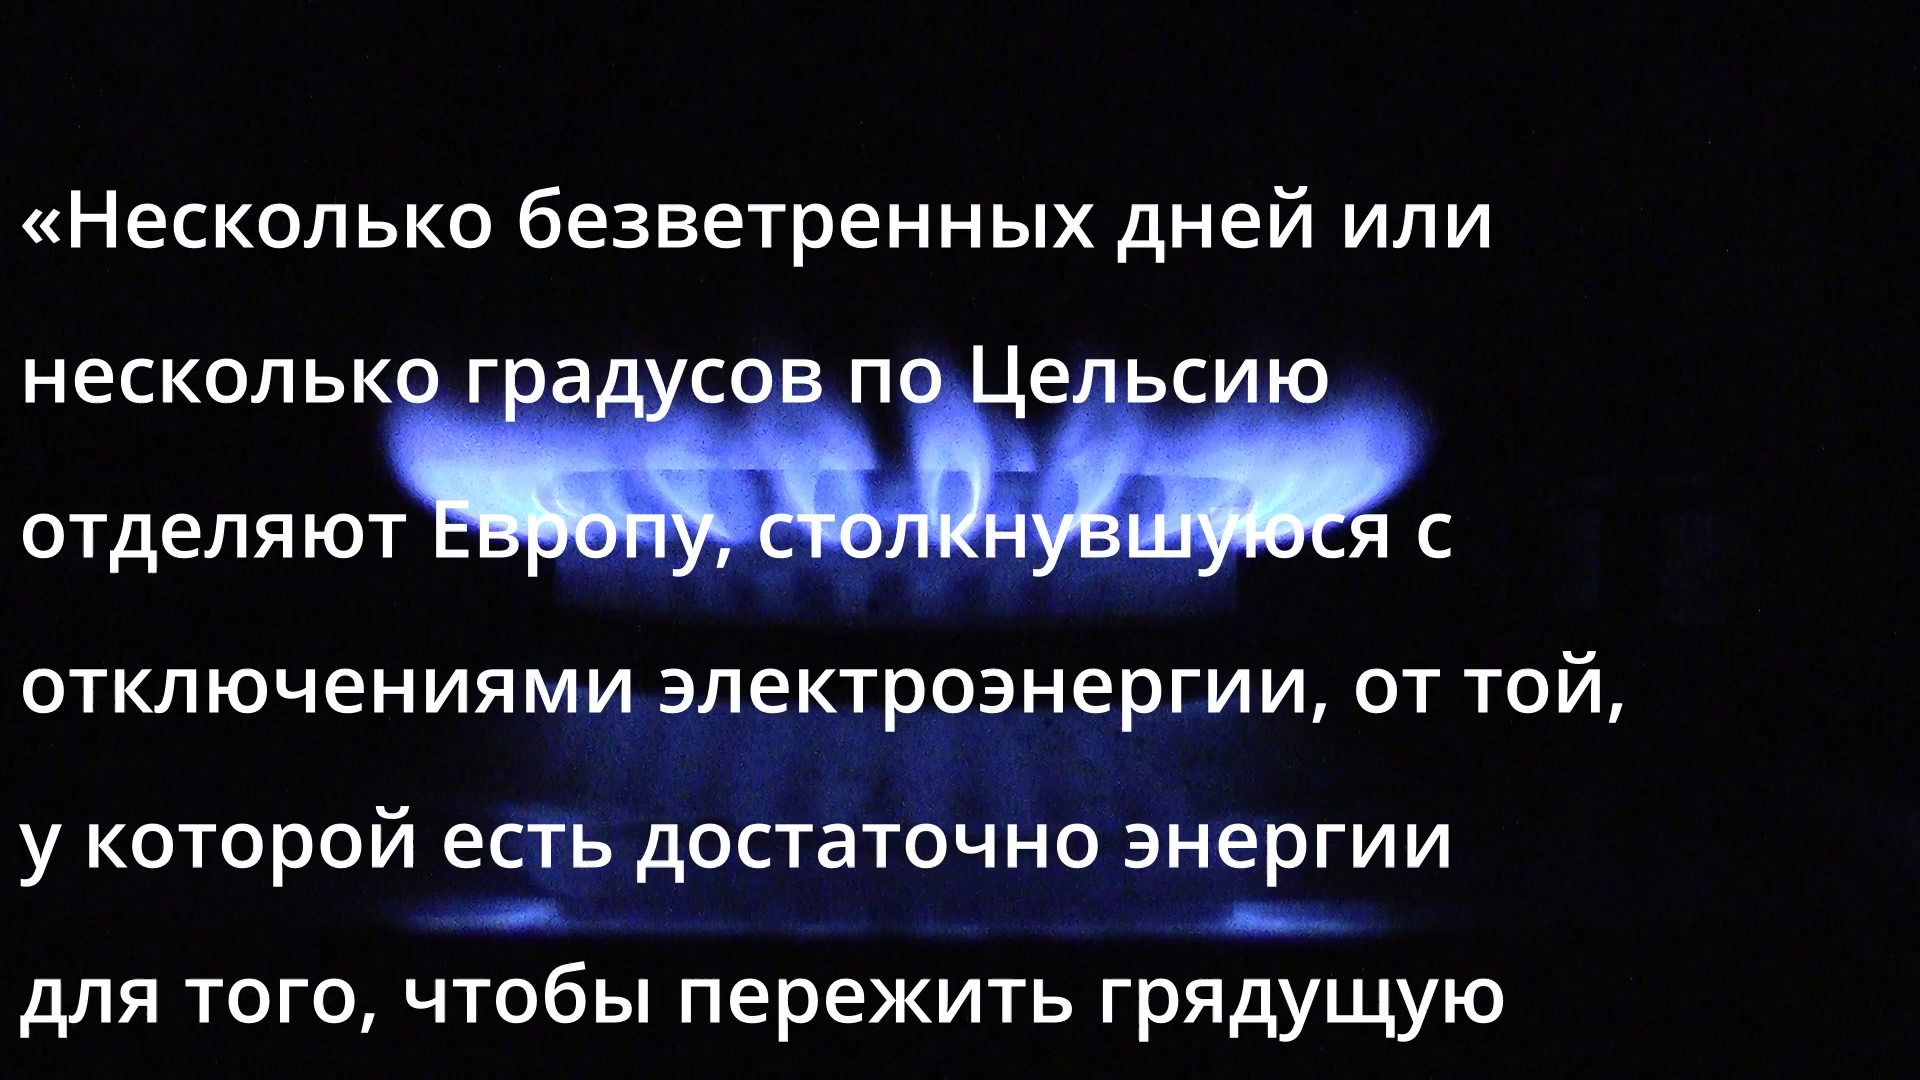 «Несколько безветренных дней или
несколько градусов по Цельсию
отделяют Европу, столкнувшуюся с
отключениями электроэнергии, от той,
у которой есть достаточно энергии
для того, чтобы пережить грядущую